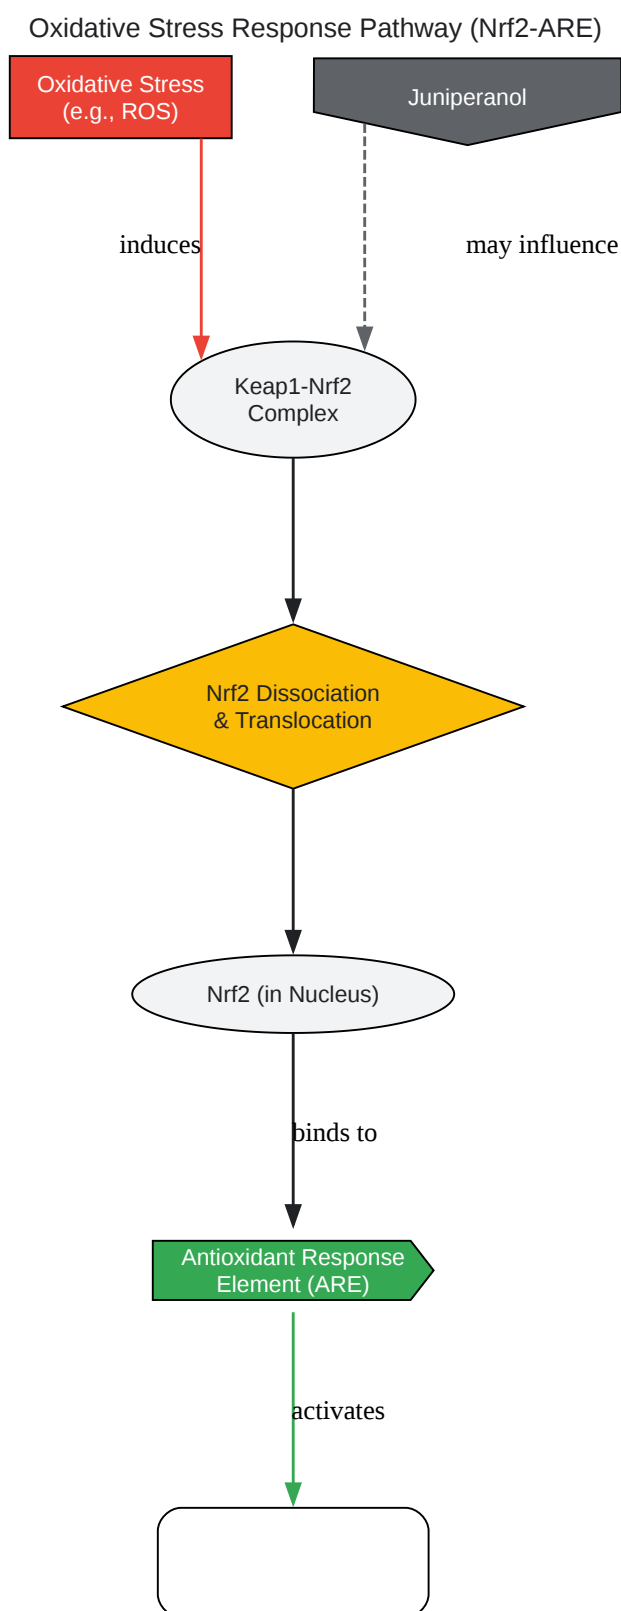 Oxidative Stress Response Pathway (Nrf2-ARE)
Oxidative Stress
(e.g., ROS)
Juniperanol
induces
may influence
Keap1-Nrf2
Complex
Nrf2 Dissociation
& Translocation
Nrf2 (in Nucleus)
binds to
Antioxidant Response
Element (ARE)
activates